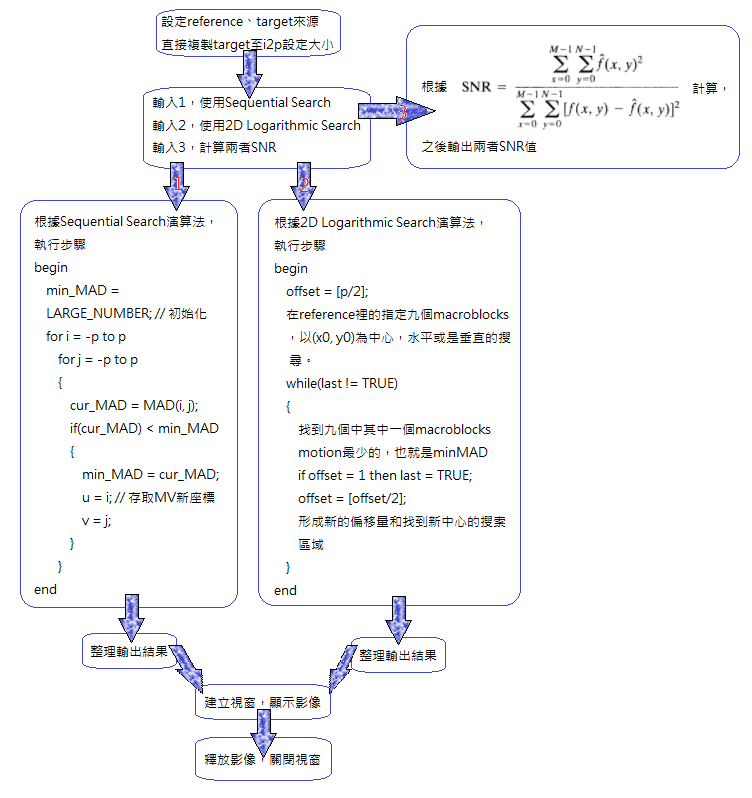 設定reference、target來源
直接複製target至i2p設定大小
輸入1，使用Sequential Search
輸入2，使用2D Logarithmic Search
輸入3，計算兩者SNR
3
根據 SNR = \frac{\sum_{x=0}^{M-1} \sum_{y=0}^{N-1} \hat{f}(x, y)^2}{\sum_{x=0}^{M-1} \sum_{y=0}^{N-1} [f(x, y) - \hat{f}(x, y)]^2} 計算，
之後輸出兩者SNR值
1
2
根據Sequential Search演算法，
執行步驟
begin
min_MAD =
LARGE_NUMBER; // 初始化
for i = -p to p
for j = -p to p
{
cur_MAD = MAD(i, j);
if(cur_MAD) < min_MAD
{
min_MAD = cur_MAD;
u = i; // 存取MV新座標
v = j;
}
}
end
根據2D Logarithmic Search演算法，
執行步驟
begin
offset = [p/2];
在reference裡的指定九個macroblocks
，以(x0, y0)為中心，水平或是垂直的搜
尋。
while(last != TRUE)
{
找到九個中其中一個macroblocks
motion最少的，也就是minMAD
if offset = 1 then last = TRUE;
offset = [offset/2];
形成新的偏移量和找到新中心的搜索
區域
}
end
整理輸出結果
整理輸出結果
建立視窗，顯示影像
釋放影像，關閉視窗